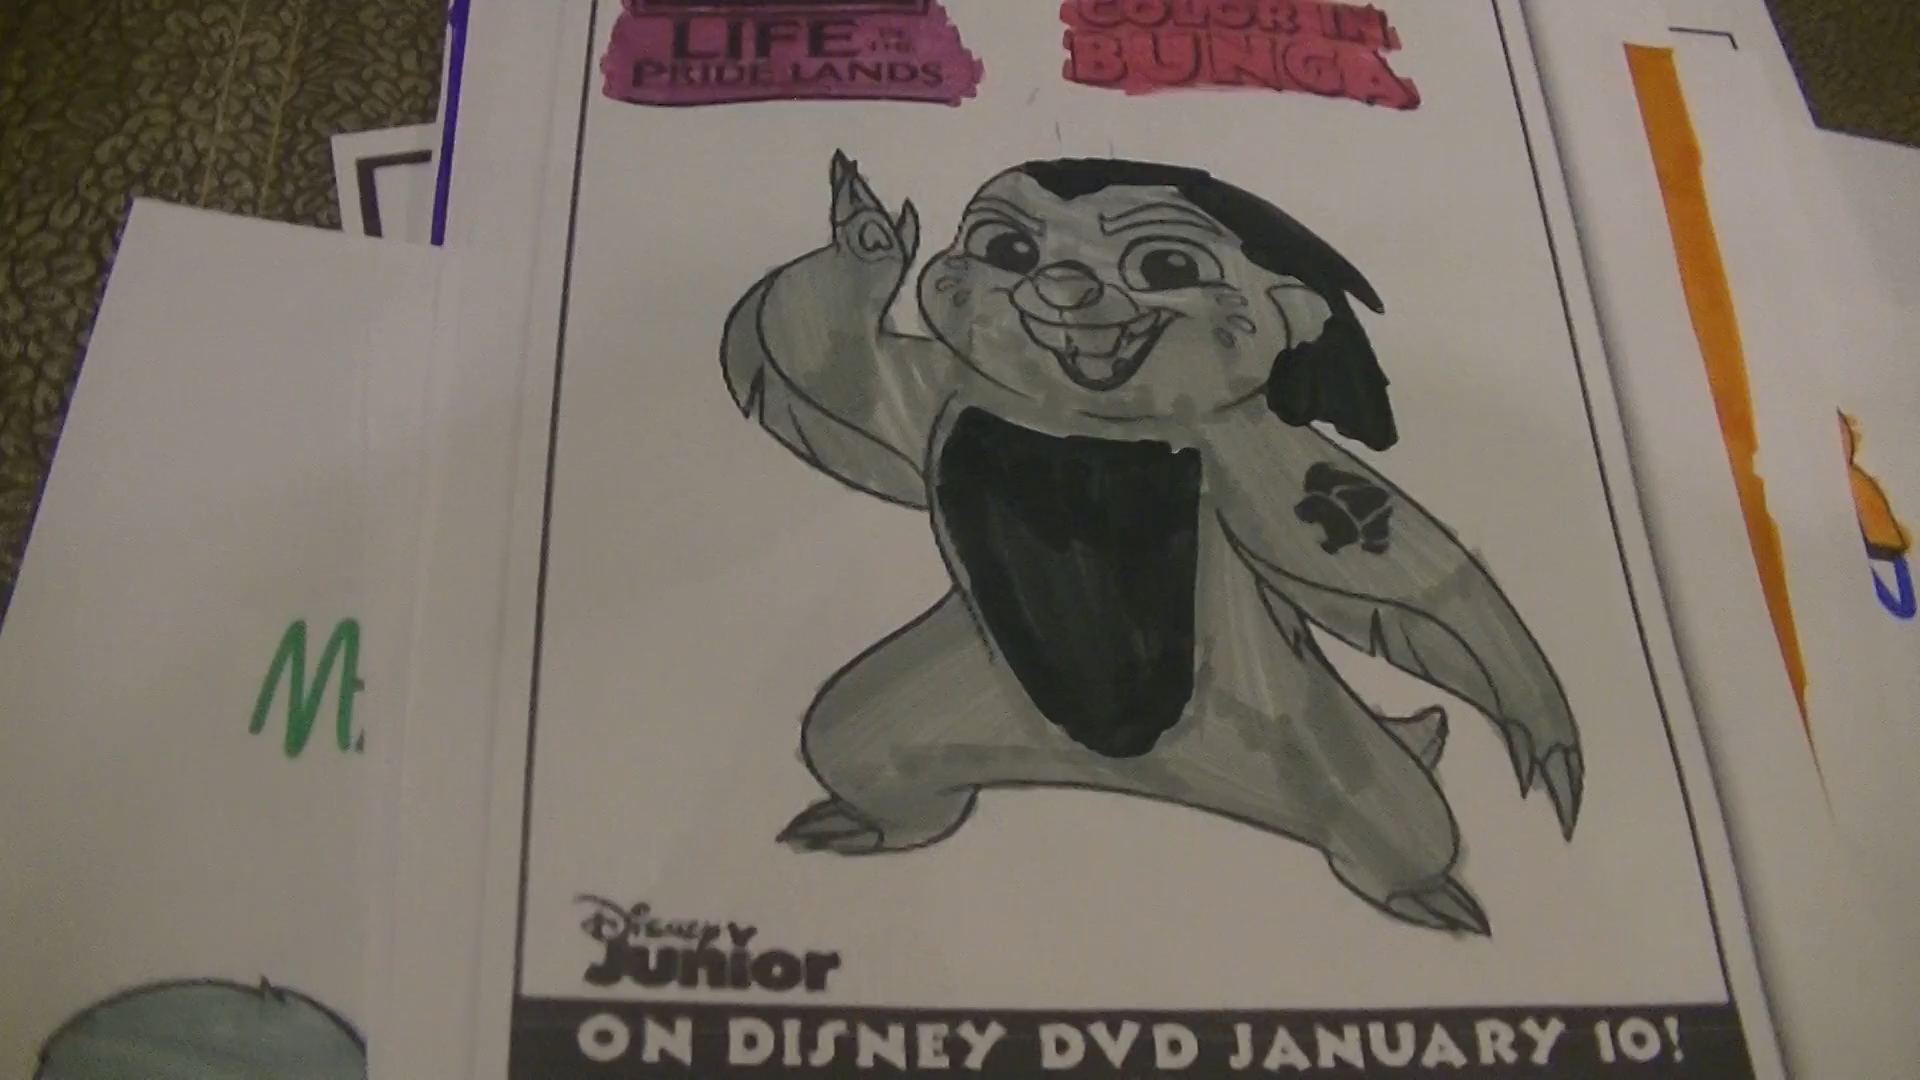 LIFE IN THE
PRIDE LANDS
COLOR IN
BUNGA
M
Disney
Junior
ON DISNEY DVD JANUARY 10!